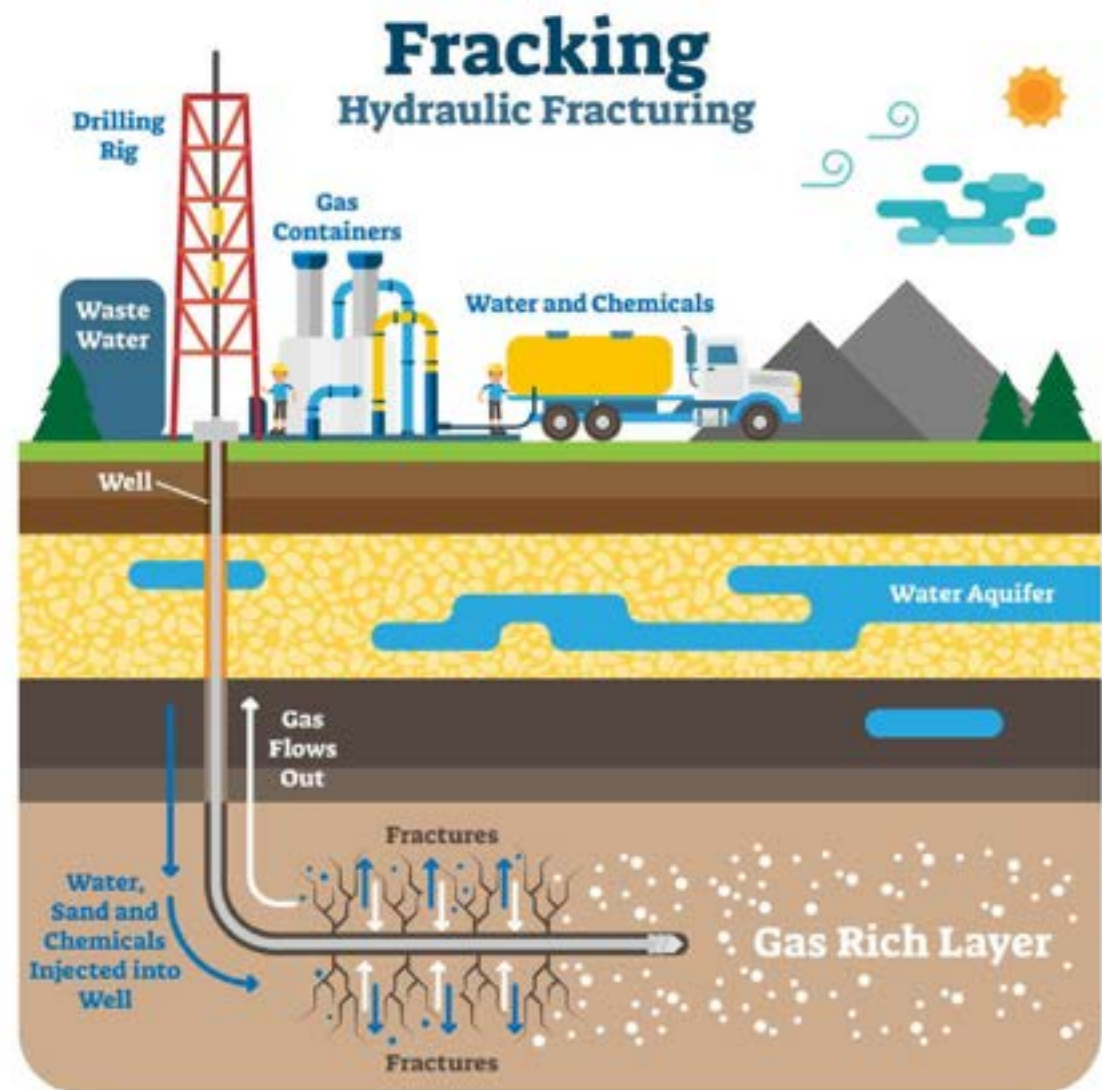 Fracking
Hydraulic Fracturing
Drilling
Rig
Gas
Containers
Waste
Water
Water and Chemicals
Well
Water Aquifer
Gas
Flows
Out
Fractures
Water,
Sand and
Chemicals
Injected into
Well
Gas Rich Layer
Fractures